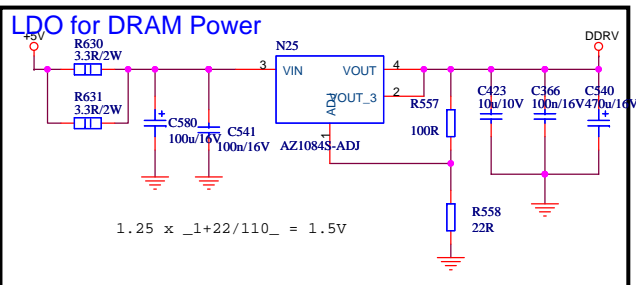 LDO for DRAM Power
+5V
DDRV
R630
3.3R/2W
R631
3.3R/2W
N25
3
VIN
VOUT
4
VOUT_3
2
ADJ
1
AZ1084S-ADJ
C580
100u/16V
C541
100n/16V
R557
100R
C423
10u/10V
C366
100n/16V
C540
470u/16V
R558
22R
1.25 x _1+22/110_ = 1.5V